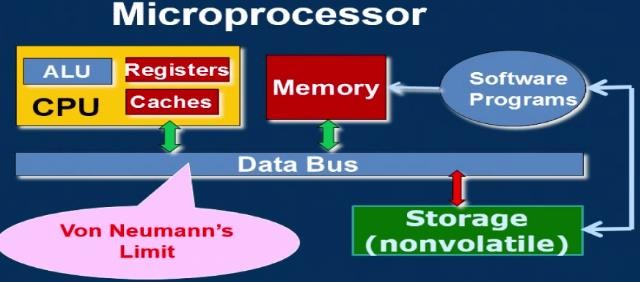 Microprocessor
ALU
Registers
CPU
Caches
Memory
Software
Programs
Data Bus
Von Neumann's
Limit
Storage
(nonvolatile)